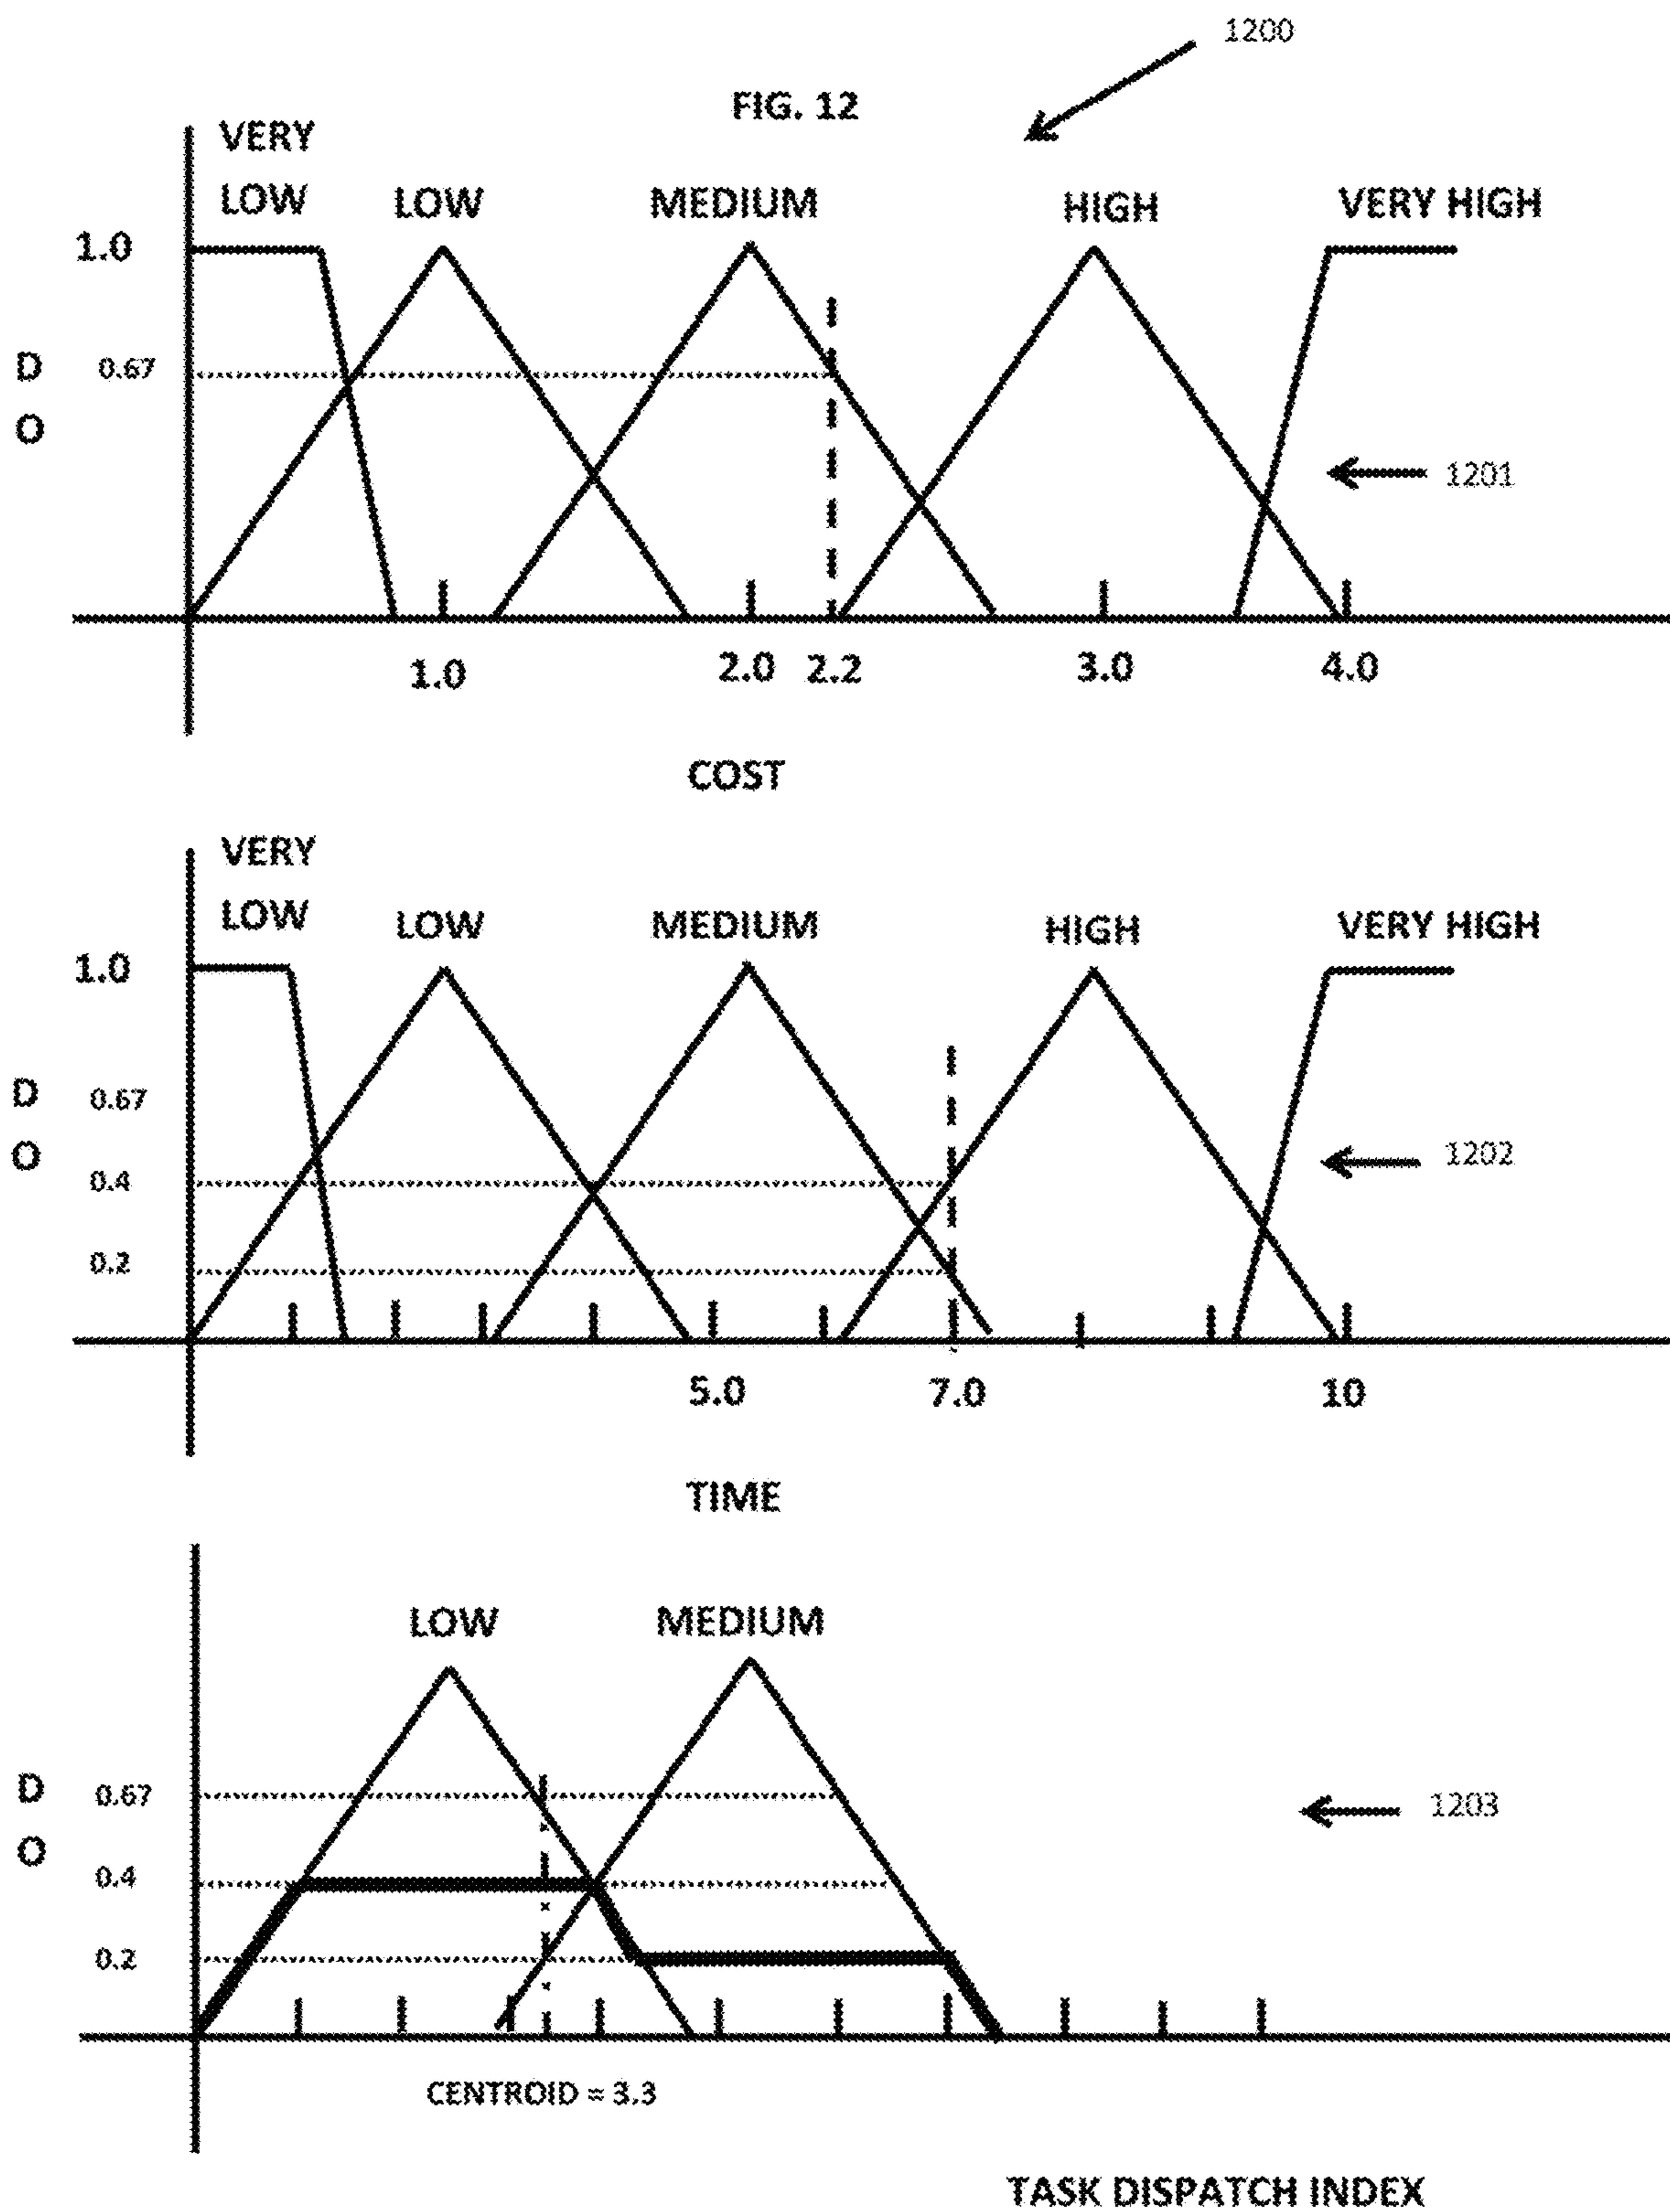 1200
FIG. 12
VERY
LOW
LOW
MEDIUM
HIGH
VERY HIGH
1.0
D
0.67
O
1201
1.0
2.0
2.2
3.0
4.0
COST
VERY
LOW
LOW
MEDIUM
HIGH
VERY HIGH
1.0
D
0.67
O
1202
0.4
0.2
5.0
7.0
10
TIME
LOW
MEDIUM
D
0.67
1203
O
0.4
0.2
CENTROID = 3.3
TASK DISPATCH INDEX